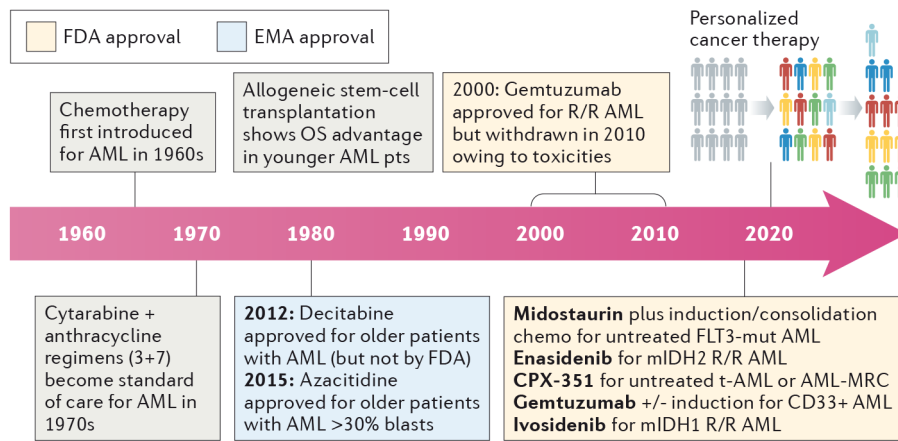 FDA approval
EMA approval
Personalized
cancer therapy
Chemotherapy
first introduced
for AML in 1960s
Allogeneic stem-cell
transplantation
shows OS advantage
in younger AML pts
2000: Gemtuzumab
approved for R/R AML
but withdrawn in 2010
owing to toxicities
1960
1970
1980
1990
2000
2010
2020
Cytarabine +
anthracycline
regimens (3+7)
become standard
of care for AML in
1970s
2012: Decitabine
approved for older patients
with AML (but not by FDA)
2015: Azacitidine
approved for older patients
with AML >30% blasts
Midostaurin plus induction/consolidation
chemo for untreated FLT3-mut AML
Enasidenib for mIDH2 R/R AML
CPX-351 for untreated t-AML or AML-MRC
Gemtuzumab +/- induction for CD33+ AML
Ivosidenib for mIDH1 R/R AML